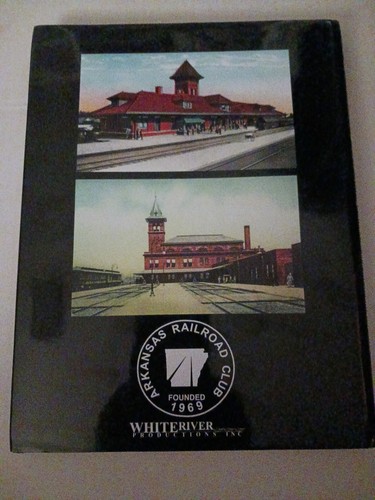 ARKANSAS RAILROAD CLUB
FOUNDED
1969
WHITERIVER
PRODUCTIONS INC